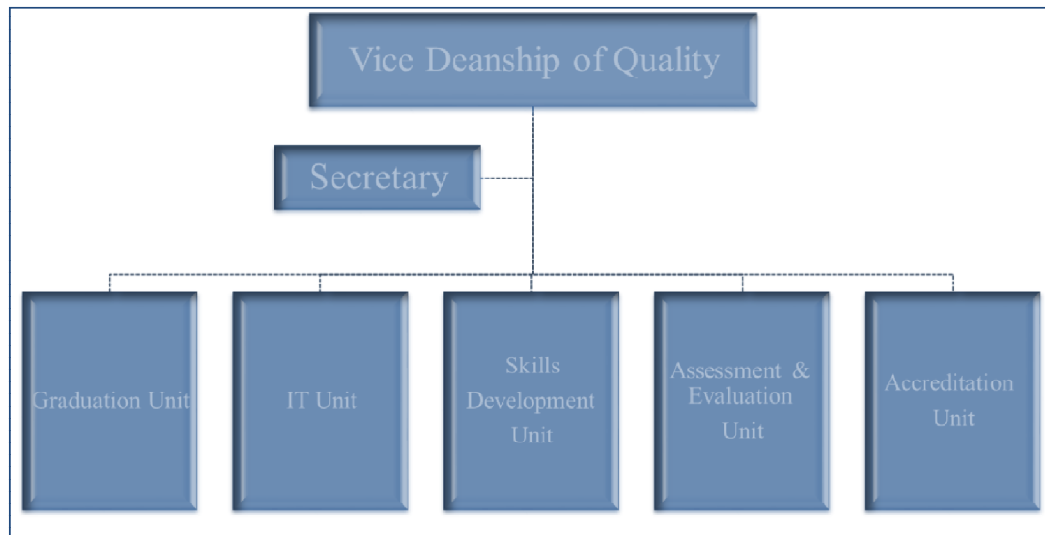 Vice Deanship of Quality
Secretary
Graduation Unit
IT Unit
Skills
Development
Unit
Assessment &
Evaluation
Unit
Accreditation
Unit